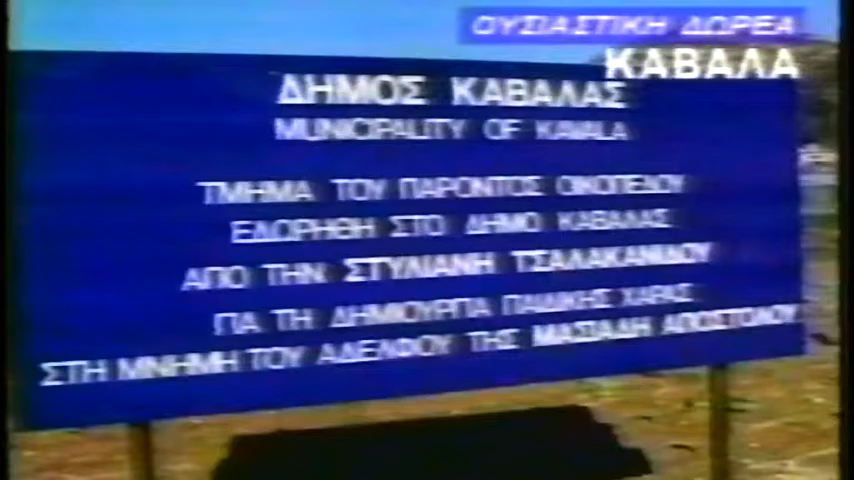 ΟΥΣΙΑΣΤΙΚΗ ΔΩΡΕΑ
ΚΑΒΑΛΑ
ΔΗΜΟΣ ΚΑΒΑΛΑΣ
MUNICIPALITY OF KAVALA
ΤΜΗΜΑ ΤΟΥ ΠΑΡΟΝΤΟΣ ΟΙΚΟΠΕΔΟΥ
ΕΔΩΡΗΘΗ ΣΤΟ ΔΗΜΟ ΚΑΒΑΛΑΣ
ΑΠΟ ΤΗΝ ΣΤΥΛΙΑΝΗ ΤΣΑΛΑΚΑΝΙΔΟΥ
ΓΙΑ ΤΗ ΔΗΜΙΟΥΡΓΙΑ ΠΑΙΔΙΚΗΣ ΧΑΡΑΣ
ΣΤΗ ΜΝΗΜΗ ΤΟΥ ΑΔΕΛΦΟΥ ΤΗΣ ΜΑΣΙΑΔΗ ΑΠΟΣΤΟΛΟΥ